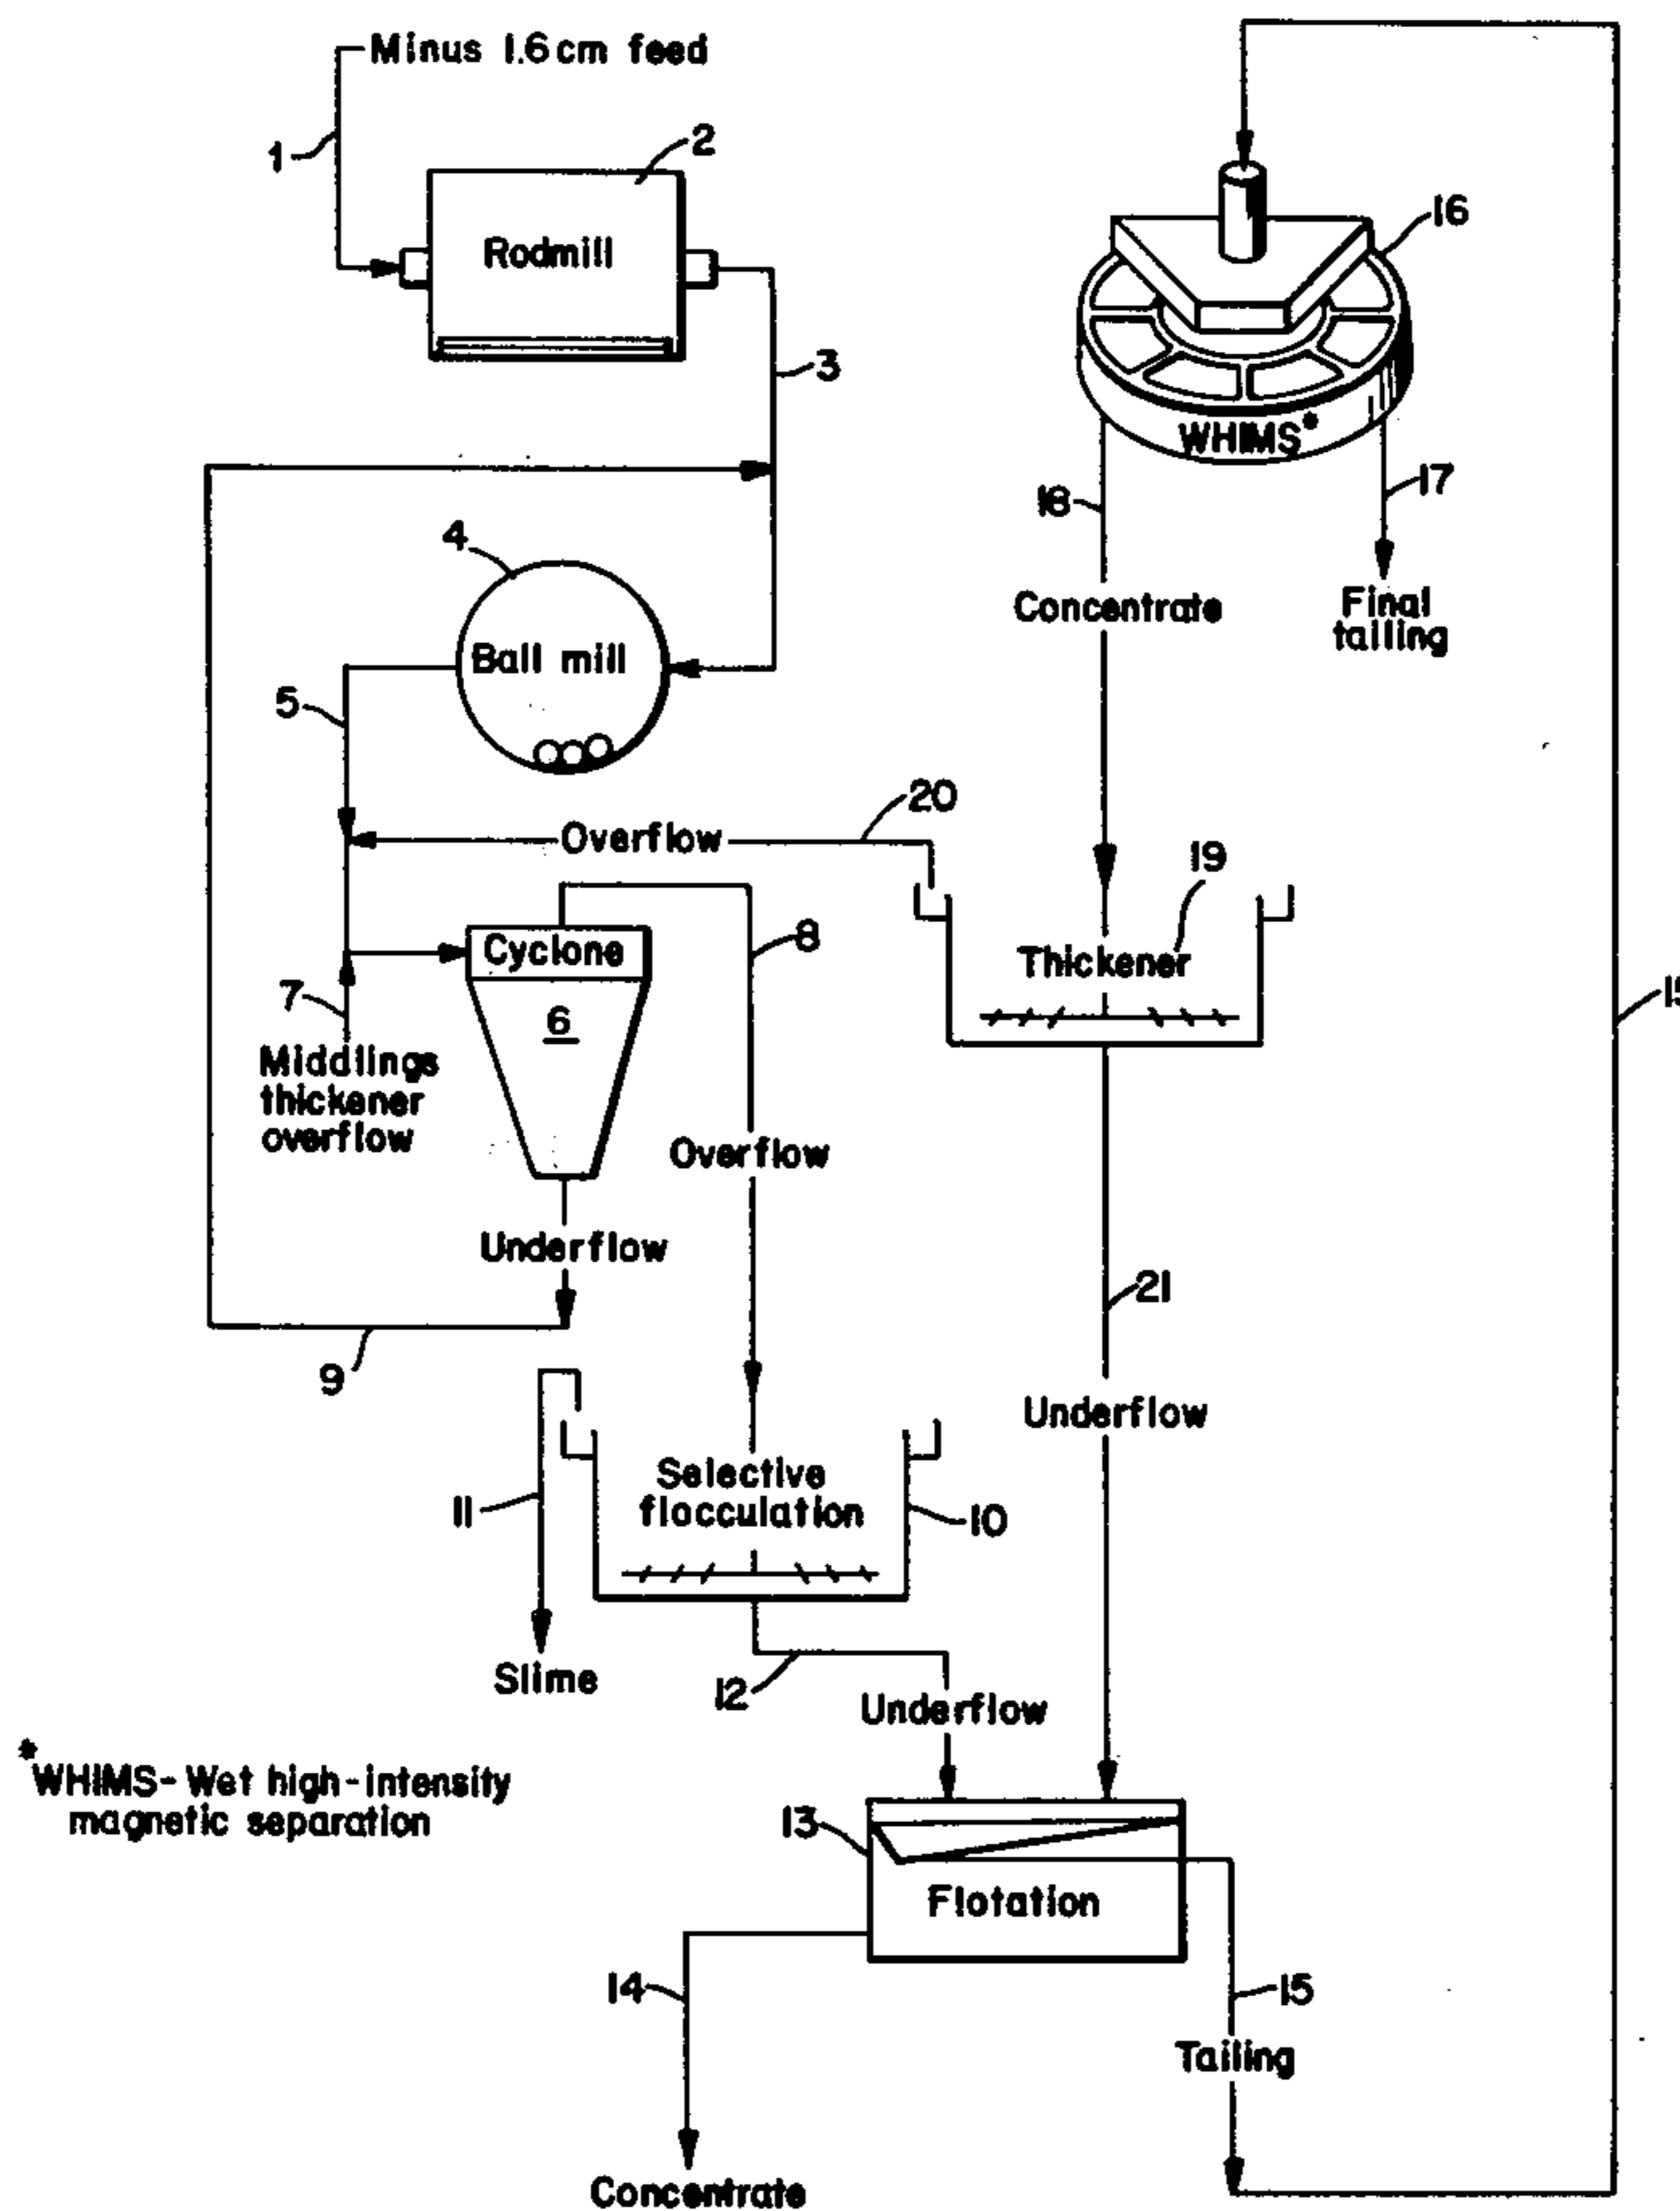 Minus 1.6cm feed
1
2
Rodmill
3
4
Ball mill
5
20
Overflow
Cyclone
6
7
Middlings
thickener
overflow
8
Overflow
Underflow
9
16
WHIMS*
18
17
Concentrate
Final
tailing
19
Thickener
15
21
Underflow
11
Selective
flocculation
10
Slime
12
Underflow
*WHIMS-Wet high-intensity
magnetic separation
13
Flotation
14
15
Tailing
Concentrate